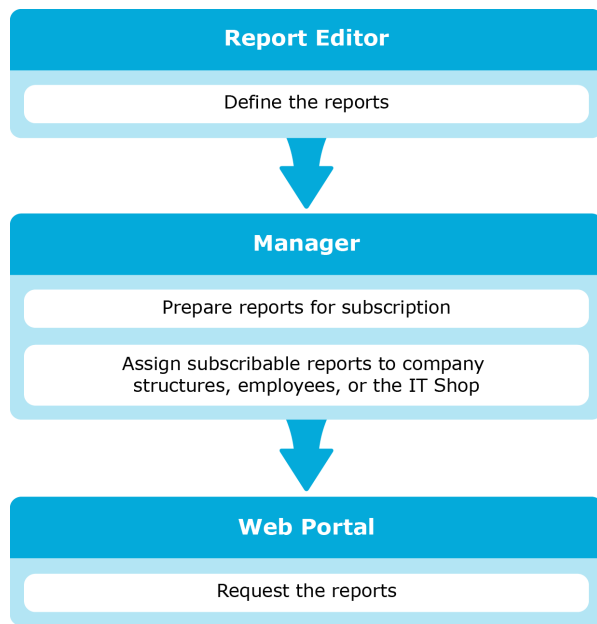 Report Editor
Define the reports
Manager
Prepare reports for subscription
Assign subscribable reports to company
structures, employees, or the IT Shop
Web Portal
Request the reports